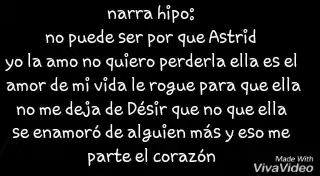 narra hipo:
no puede ser por que Astrid
yo la amo no quiero perderla ella es el
amor de mi vida le rogue para que ella
no me deja de Désir que no que ella
se enamoró de alguien más y eso me
parte el corazón
Made With
VivaVideo